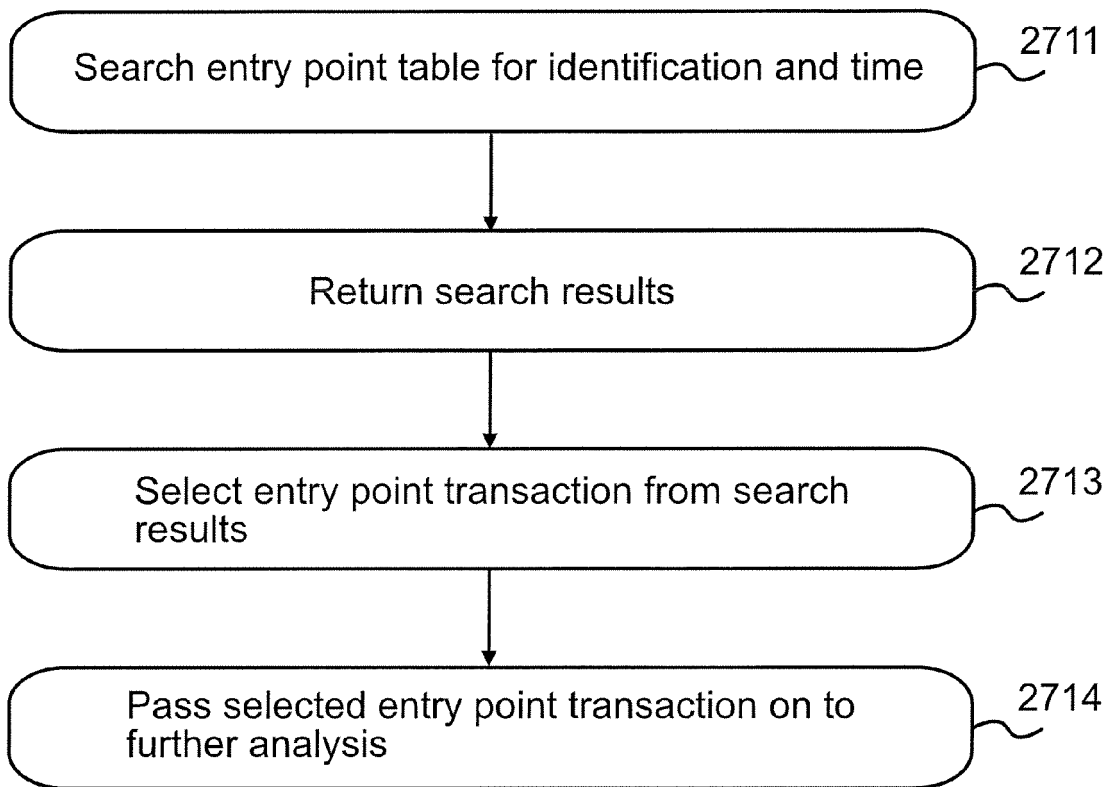 2711
Search entry point table for identification and time
2712
Return search results
2713
Select entry point transaction from search
results
2714
Pass selected entry point transaction on to
further analysis